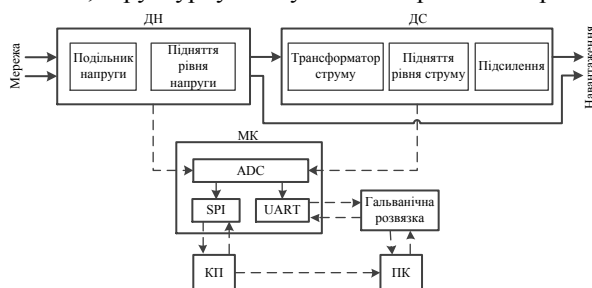 ДН
ДС
Мережа
Подільник
напруги
Підняття
рівня
напруги
Трансформатор
струму
Підняття
рівня струму
Підсилення
Навантаження
МК
ADC
SPI
UART
Гальванічна
розвязка
КП
ПК